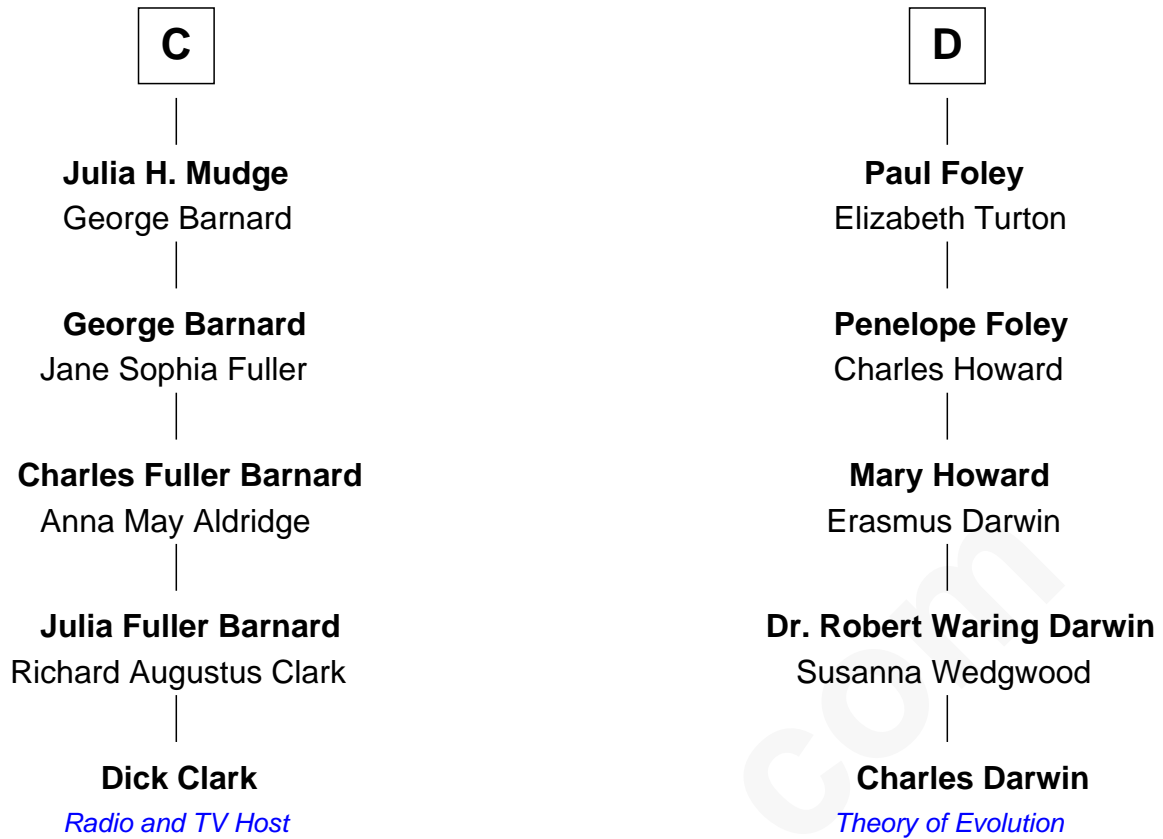 C
Julia H. Mudge
George Barnard
George Barnard
Jane Sophia Fuller
Charles Fuller Barnard
Anna May Aldridge
Julia Fuller Barnard
Richard Augustus Clark
Dick Clark
Radio and TV Host
D
Paul Foley
Elizabeth Turton
Penelope Foley
Charles Howard
Mary Howard
Erasmus Darwin
Dr. Robert Waring Darwin
Susanna Wedgwood
Charles Darwin
Theory of Evolution
com